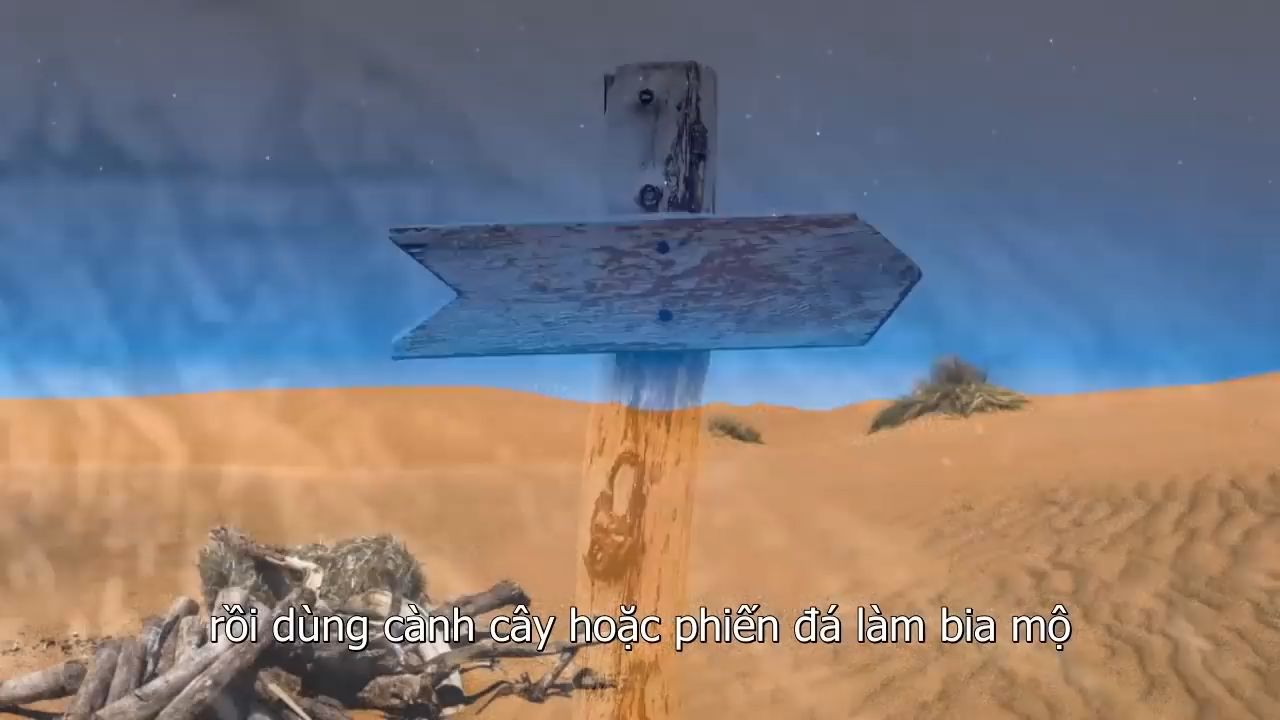 rồi dùng cành cây hoặc phiến đá làm bia mộ